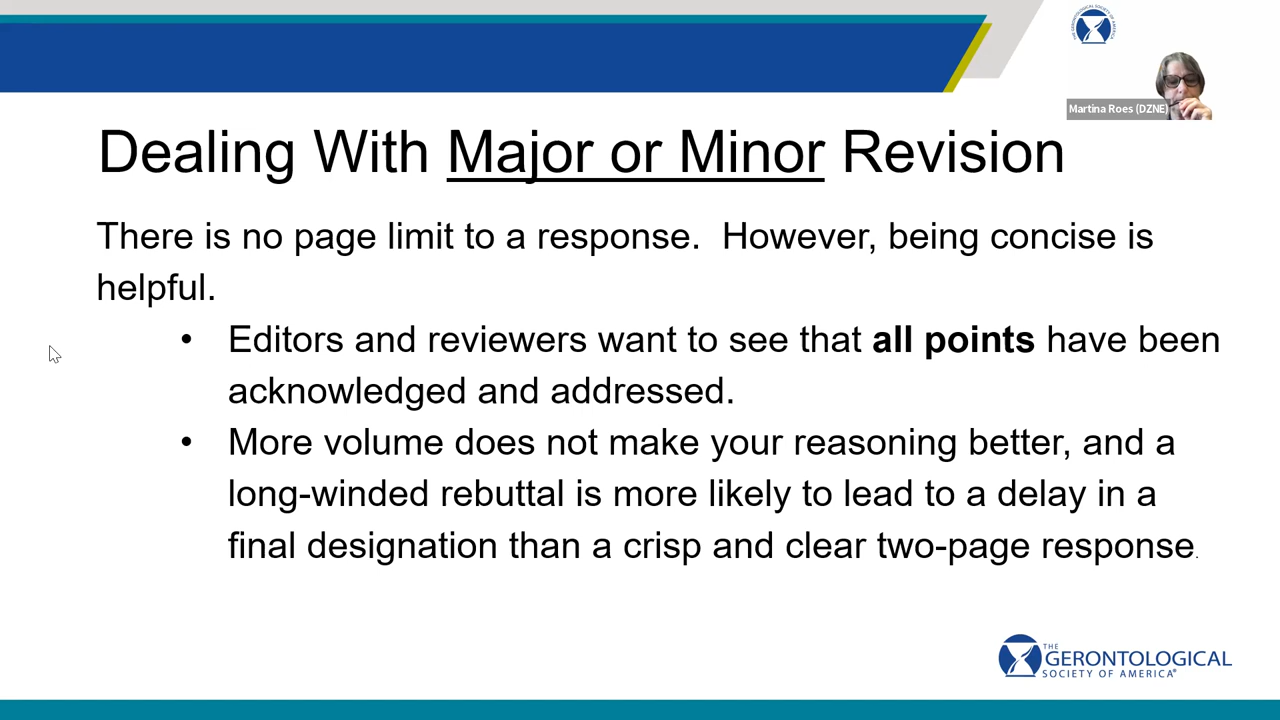 Martina Roes (DZNE)
Dealing With Major or Minor Revision
There is no page limit to a response.  However, being concise is
helpful.
• Editors and reviewers want to see that all points have been
acknowledged and addressed.
• More volume does not make your reasoning better, and a
long-winded rebuttal is more likely to lead to a delay in a
final designation than a crisp and clear two-page response.
THE
GERONTOLOGICAL
SOCIETY OF AMERICA®